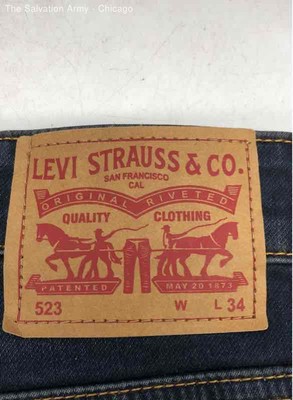 The Salvation Army - Chicago
LEVI STRAUSS & CO.
SAN FRANCISCO
CAL
ORIGINAL RIVETED
QUALITY CLOTHING
PATENTED MAY 20 1873
523 W L 34